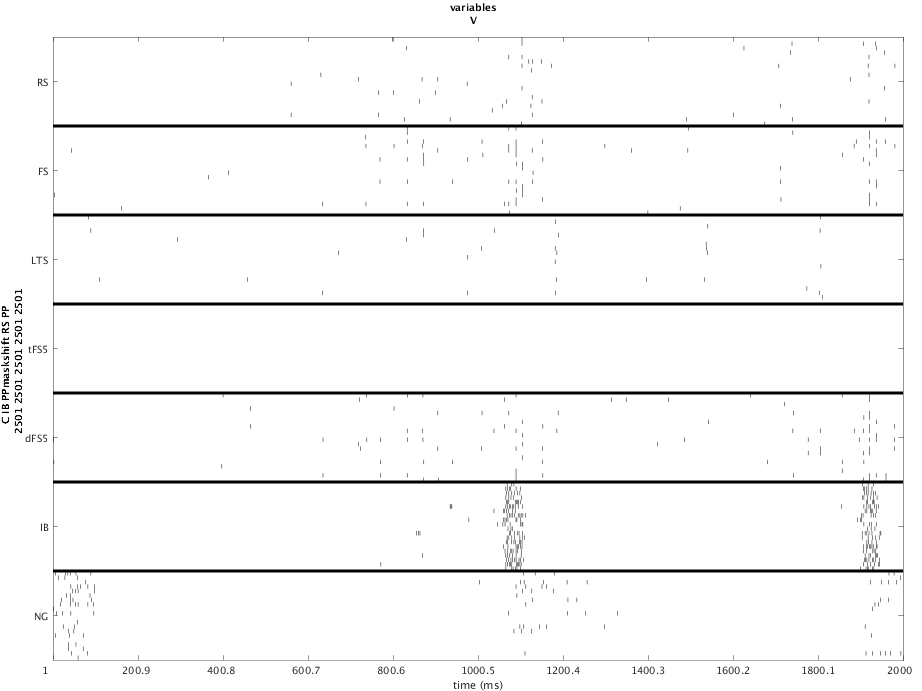 variables
V
RS
FS
LTS
tFS5
dFS5
IB
NG
C IB PPmaskshift RS PP
2501 2501 2501 2501 2501
1 200.9 400.8 600.7 800.6 1000.5 1200.4 1400.3 1600.2 1800.1 2000
time (ms)